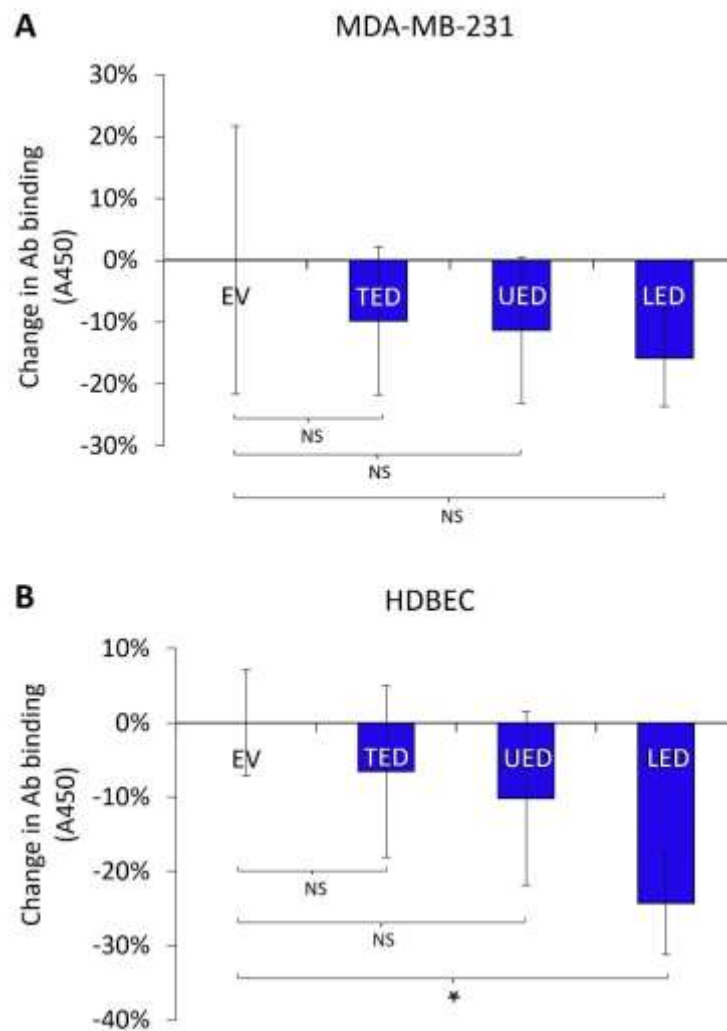 A
MDA-MB-231
Change in Ab binding
(A450)
30%
20%
10%
0%
-10%
-20%
-30%
EV
TED
UED
LED
NS
NS
NS
B
HDBEC
Change in Ab binding
(A450)
10%
0%
-10%
-20%
-30%
-40%
EV
TED
UED
LED
NS
NS
*